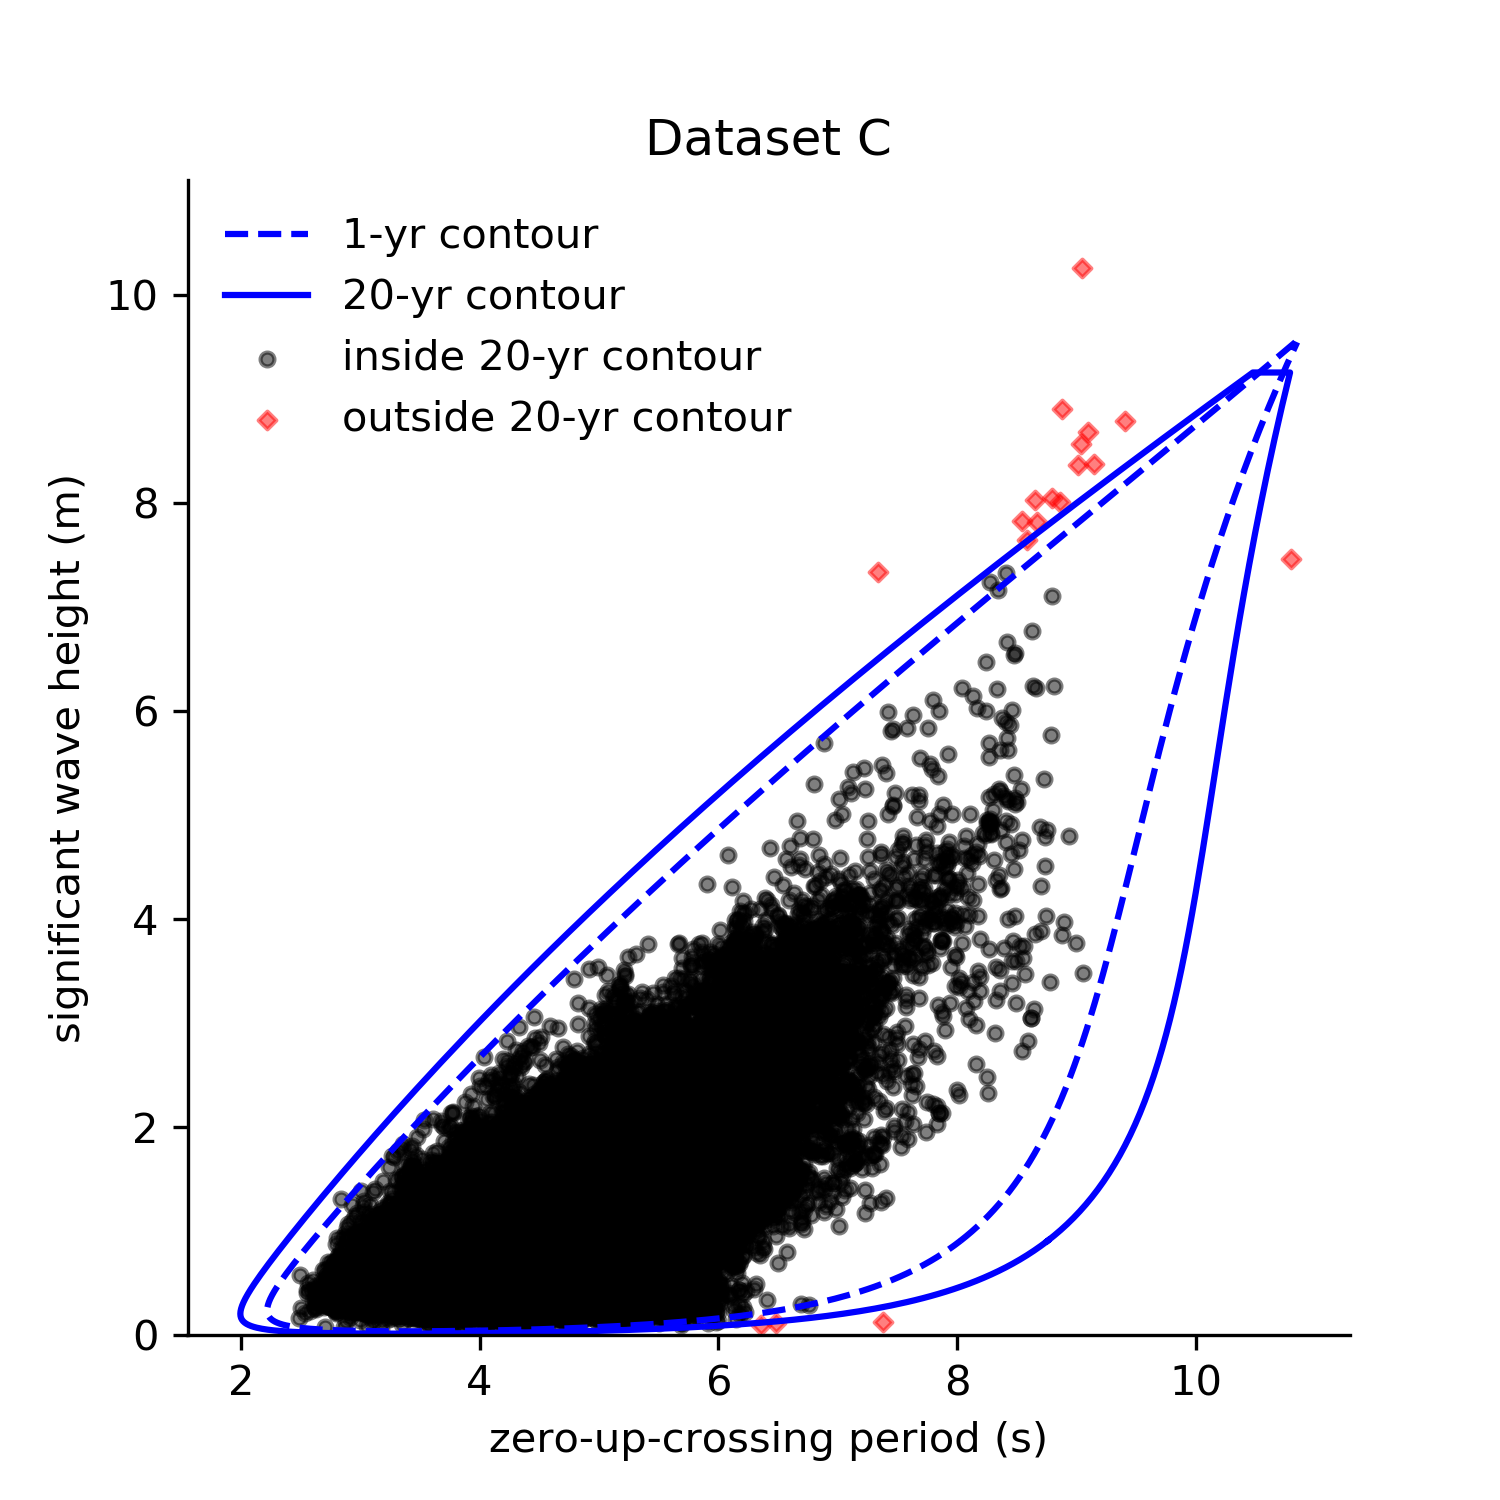 Dataset C
1-yr contour
20-yr contour
inside 20-yr contour
outside 20-yr contour
significant wave height (m)
10
8
6
4
2
0
2 4 6 8 10
zero-up-crossing period (s)